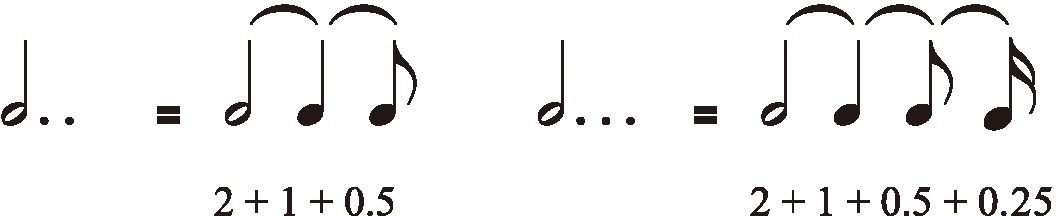 = =
2 + 1 + 0.5 2 + 1 + 0.5 + 0.25